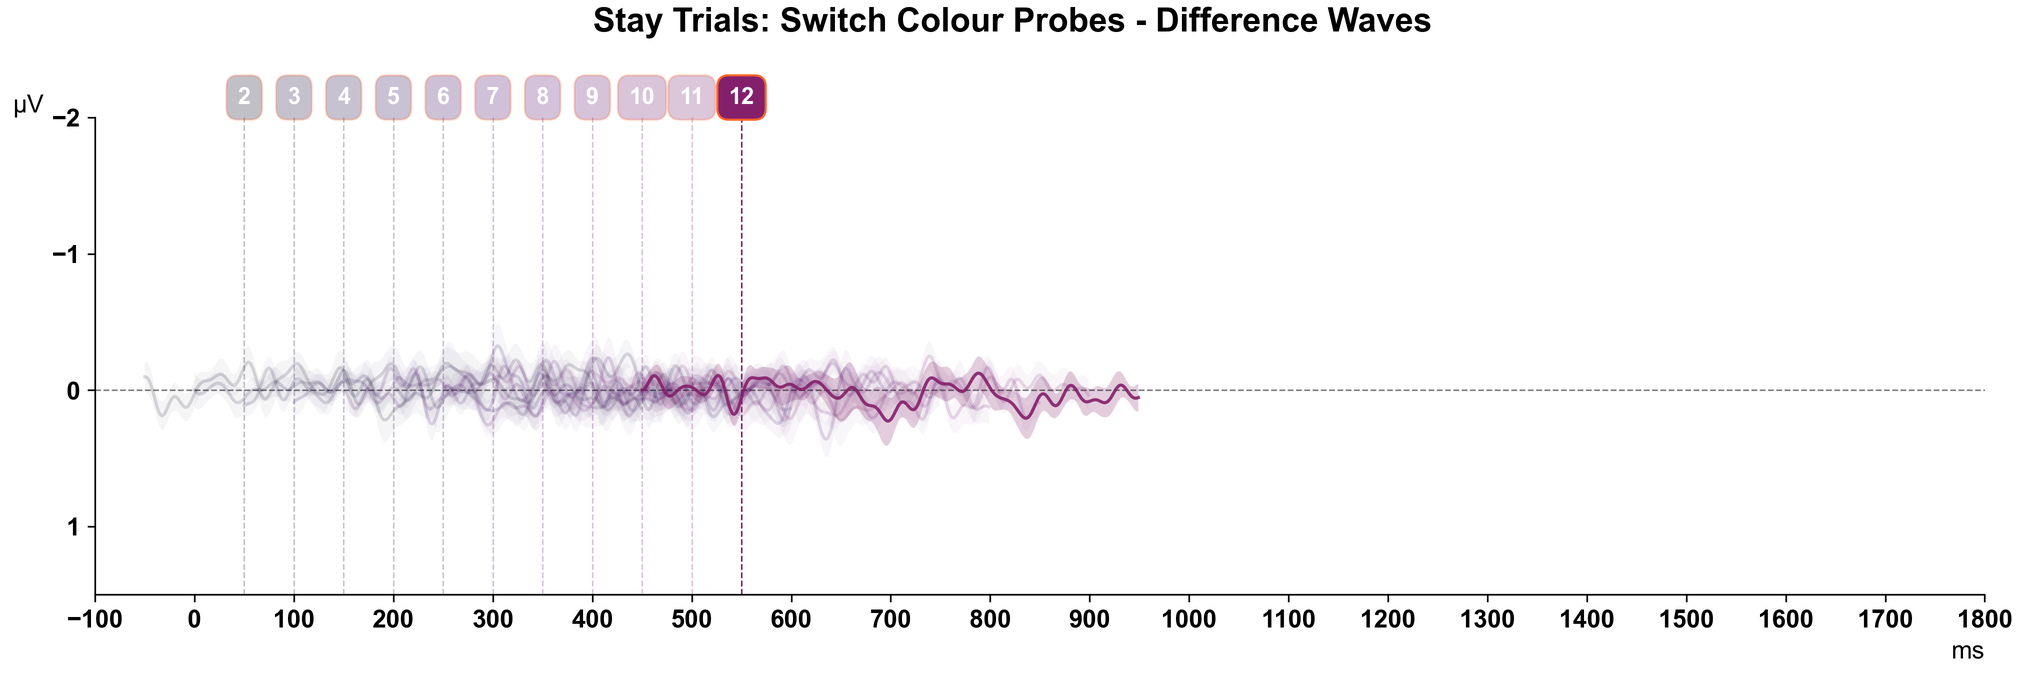 Stay Trials: Switch Colour Probes - Difference Waves
2 3 4 5 6 7 8 9 10 11 12
µV
−2
−1
0
1
−100 0 100 200 300 400 500 600 700 800 900 1000 1100 1200 1300 1400 1500 1600 1700 1800
ms